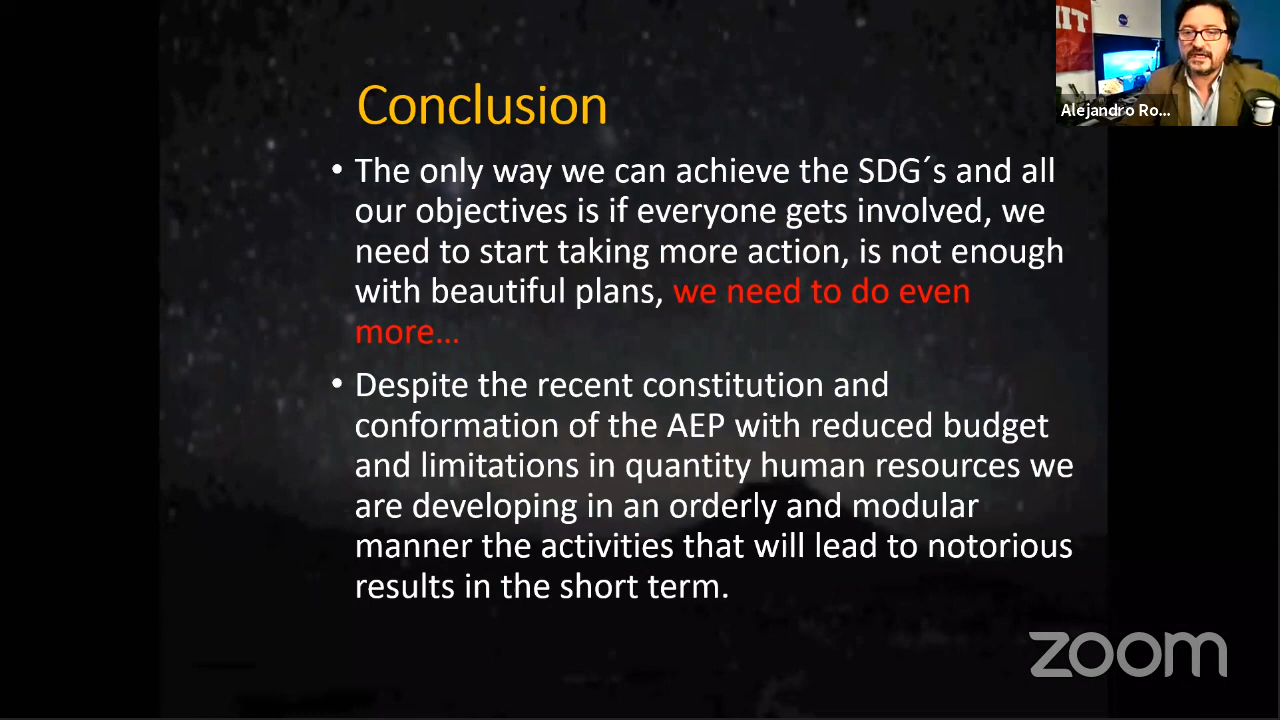 Conclusion
• The only way we can achieve the SDG´s and all
our objectives is if everyone gets involved, we
need to start taking more action, is not enough
with beautiful plans, we need to do even
more...
• Despite the recent constitution and
conformation of the AEP with reduced budget
and limitations in quantity human resources we
are developing in an orderly and modular
manner the activities that will lead to notorious
results in the short term.
IIT
Alejandro Ro...
zoom